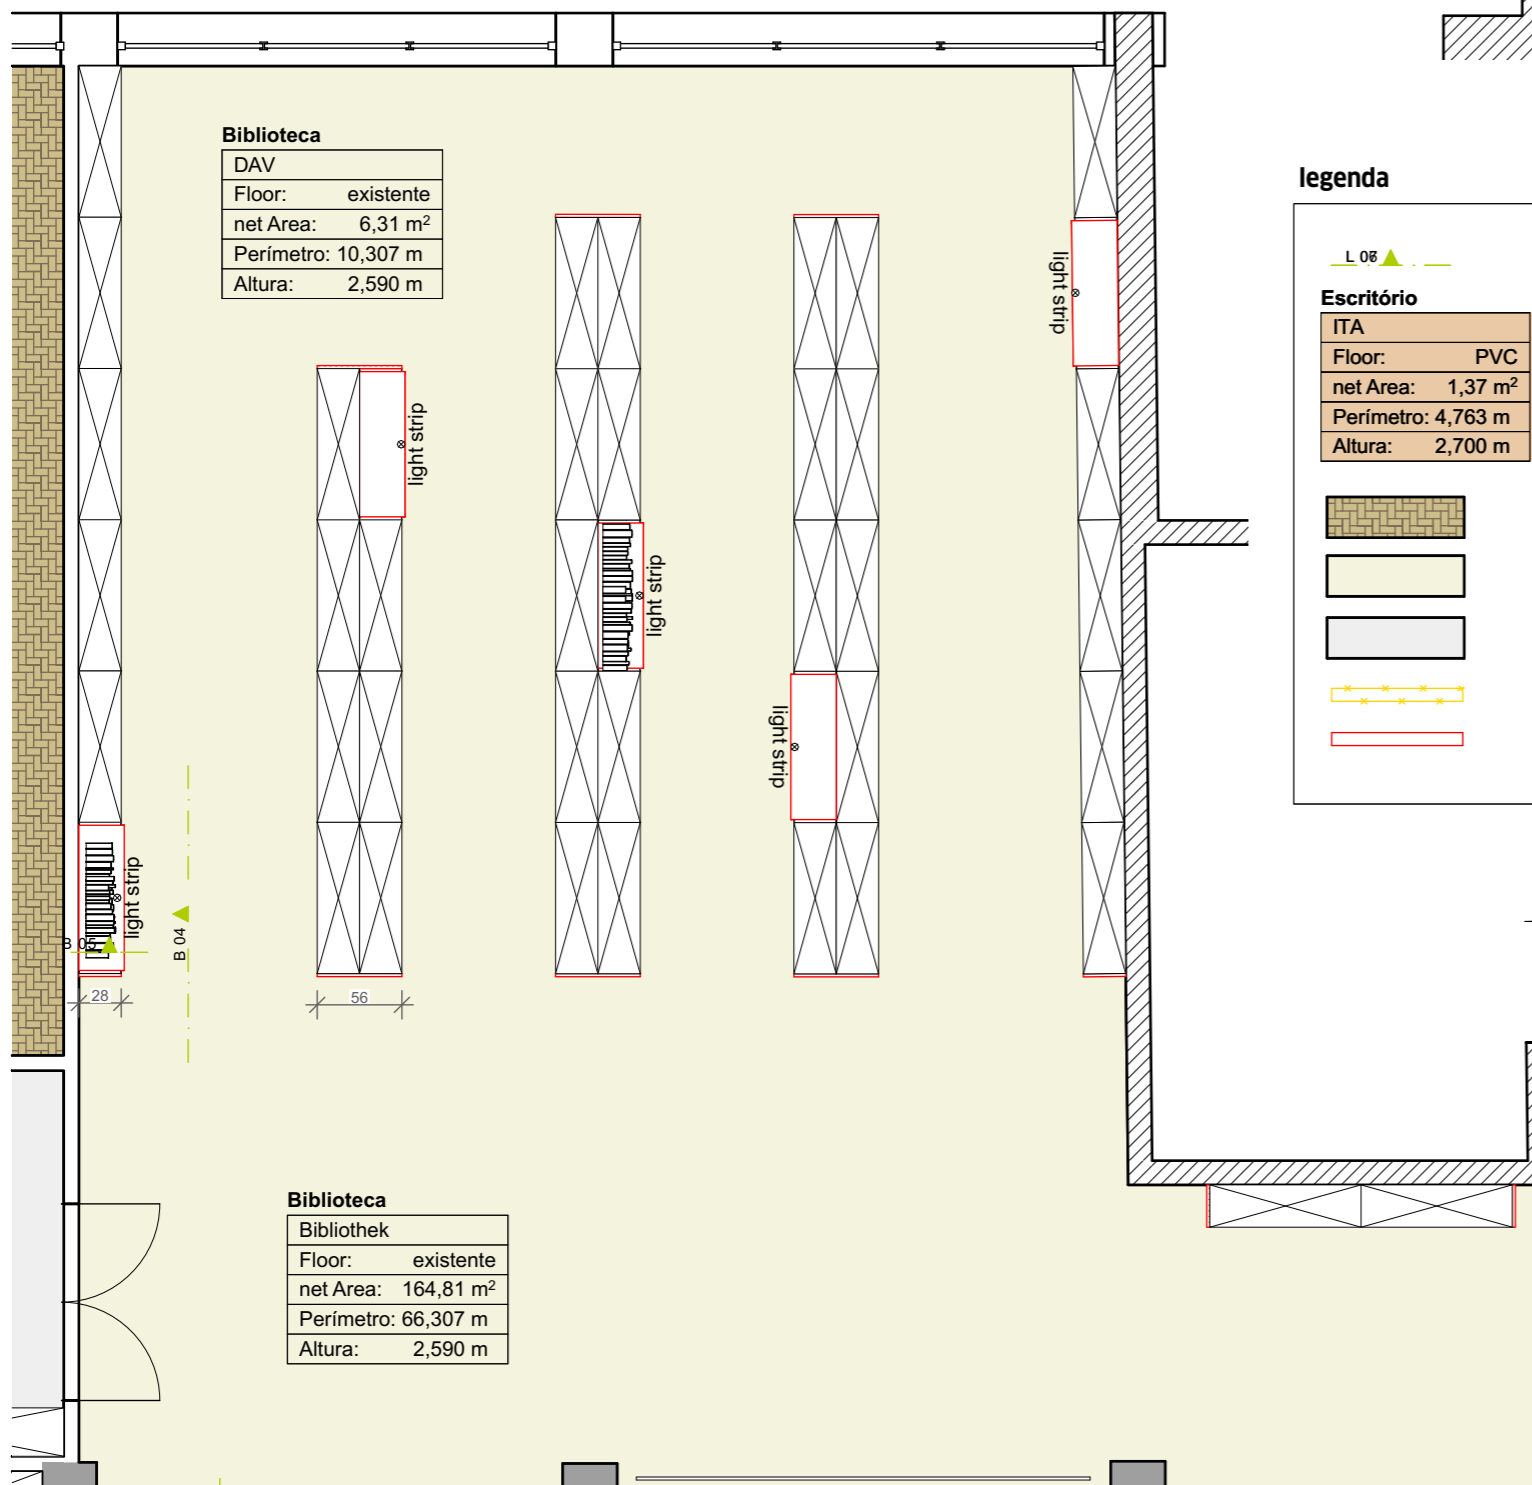 Biblioteca
DAV
Floor: existente
net Area: 6,31 m²
Perímetro: 10,307 m
Altura: 2,590 m
legenda
Escritório
ITA
Floor: PVC
net Area: 1,37 m²
Perímetro: 4,763 m
Altura: 2,700 m
light strip
light strip
light strip
light strip
light strip
B 04
B 05
28
56
Biblioteca
Bibliothek
Floor: existente
net Area: 164,81 m²
Perímetro: 66,307 m
Altura: 2,590 m